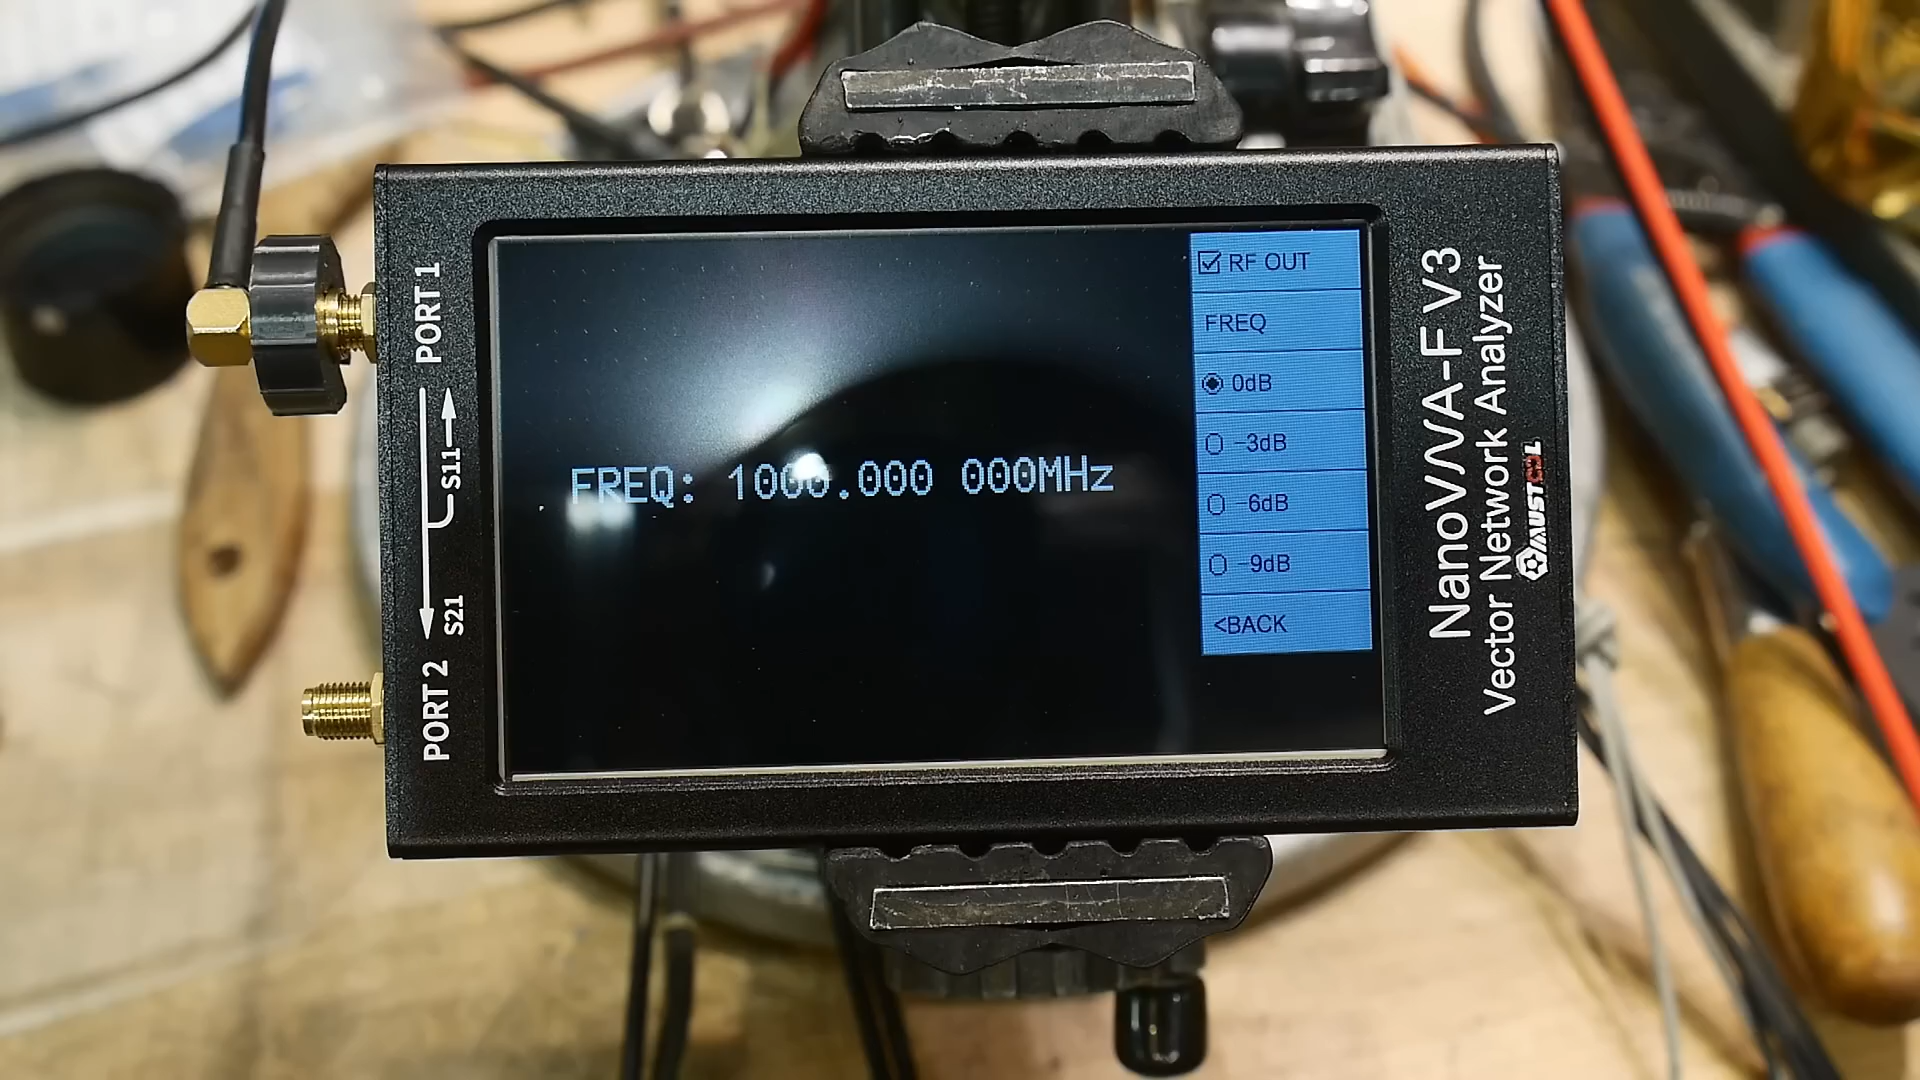 PORT 1
S11
S21
PORT 2
FREQ: 1000.000 000MHz
RF OUT
FREQ
0dB
-3dB
-6dB
-9dB
<BACK
NanoVNA-F V3
Vector Network Analyzer
MUSTOOL